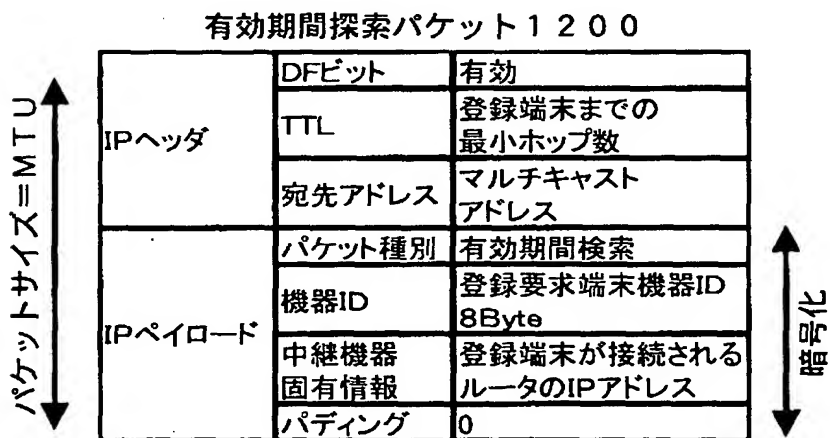 有効期間探索パケット1200
パケットサイズ=MTU
IPヘッダ
DFビット
有効
TTL
登録端末までの
最小ホップ数
宛先アドレス
マルチキャスト
アドレス
IPペイロード
パケット種別
有効期間検索
機器ID
登録要求端末機器ID
8Byte
中継機器
固有情報
登録端末が接続される
ルータのIPアドレス
パディング
0
暗号化